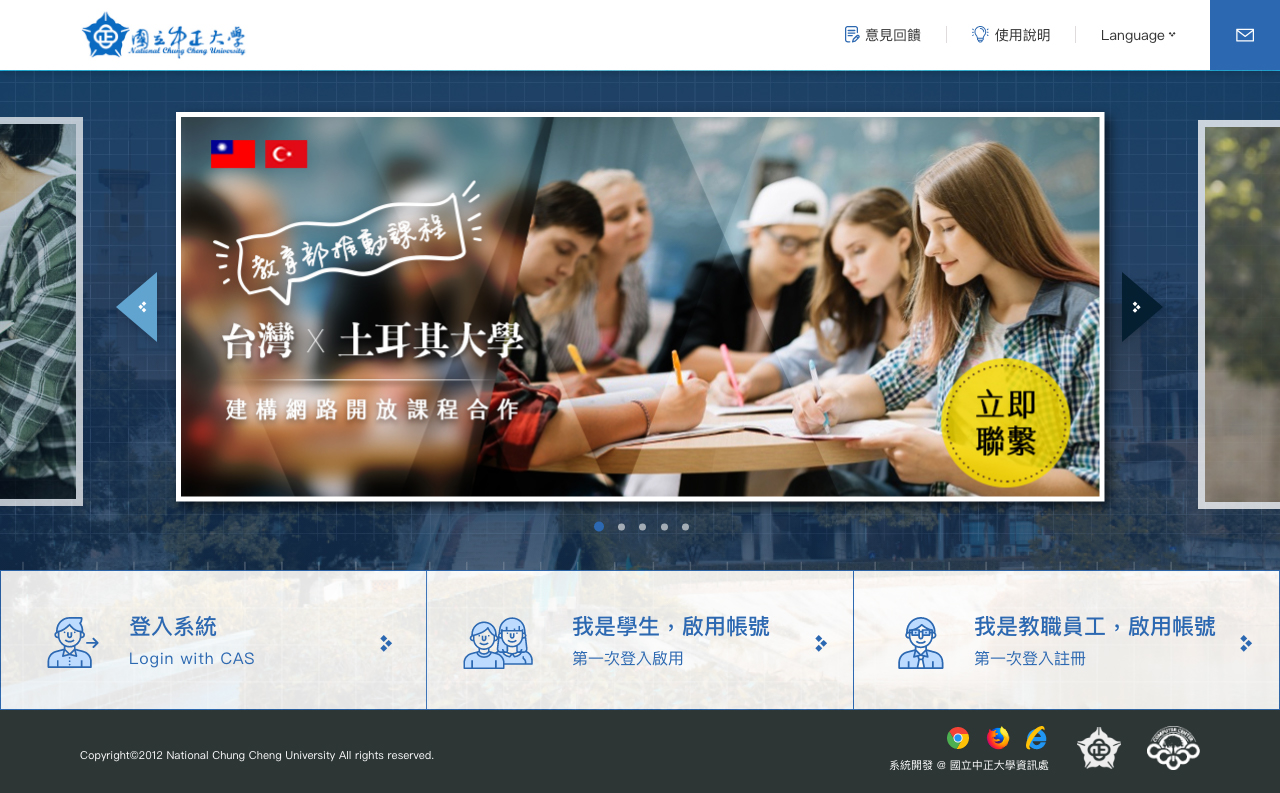 國立中正大學
National Chung Cheng University
意見回饋
使用說明
Language
教育部推動課程
台灣 X 土耳其大學
建構網路開放課程合作
立即
聯繫
登入系統
Login with CAS
我是學生，啟用帳號
第一次登入啟用
我是教職員工，啟用帳號
第一次登入註冊
Copyright©2012 National Chung Cheng University All rights reserved.
系統開發 @ 國立中正大學資訊處
COMPUTER CENTER